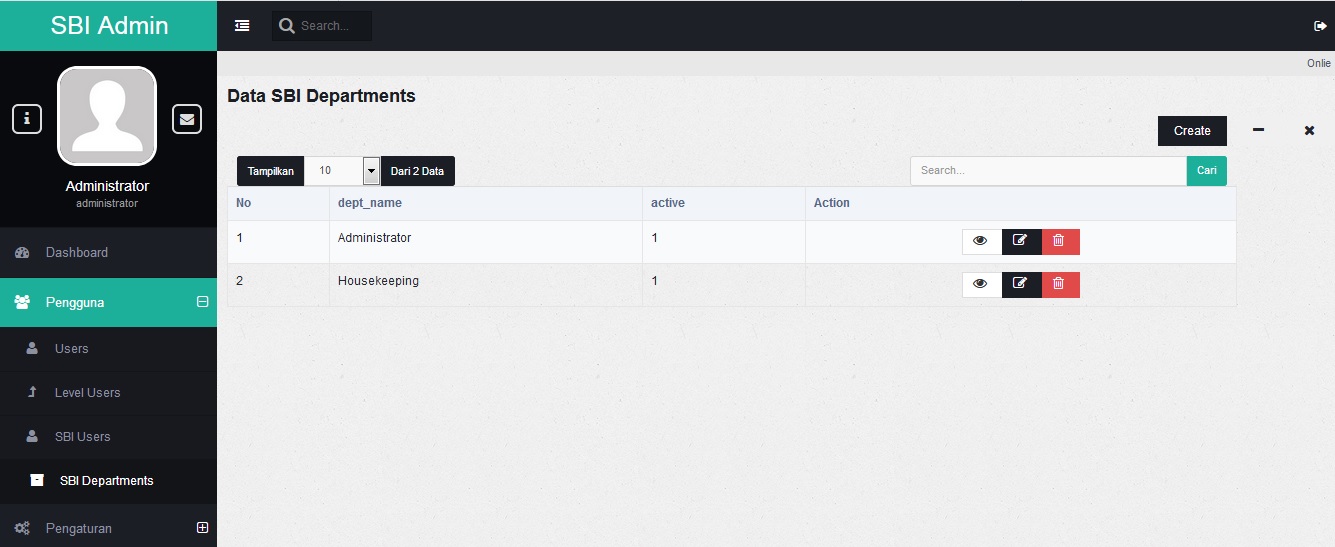 SBI Admin
Search...
Onlie
Administrator
administrator
Dashboard
Pengguna
Users
Level Users
SBI Users
SBI Departments
Pengaturan
Data SBI Departments
Create
Tampilkan 10 Dari 2 Data
Search... Cari
No dept_name active Action
1 Administrator 1
2 Housekeeping 1